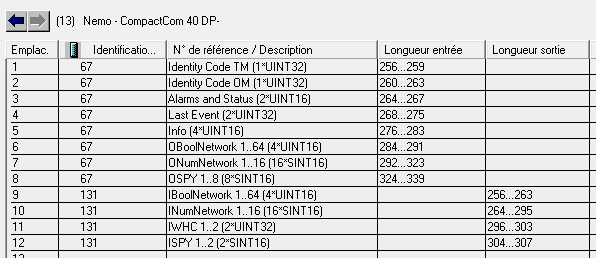 (13) Nemo - CompactCom 40 DP-
Emplac. Identificatio... N° de référence / Description Longueur entrée Longueur sortie
1 67 Identity Code TM (1*UINT32) 256...259
2 67 Identity Code OM (1*UINT32) 260...263
3 67 Alarms and Status (2*UINT16) 264...267
4 67 Last Event (2*UINT32) 268...275
5 67 Info (4*UINT16) 276...283
6 67 OBoolNetwork 1..64 (4*UINT16) 284...291
7 67 ONumNetwork 1..16 (16*SINT16) 292...323
8 67 OSPY 1..8 (8*SINT16) 324...339
9 131 IBoolNetwork 1..64 (4*UINT16) 256...263
10 131 INumNetwork 1..16 (16*SINT16) 264...295
11 131 IWHC 1..2 (2*UINT32) 296...303
12 131 ISPY 1..2 (2*SINT16) 304...307